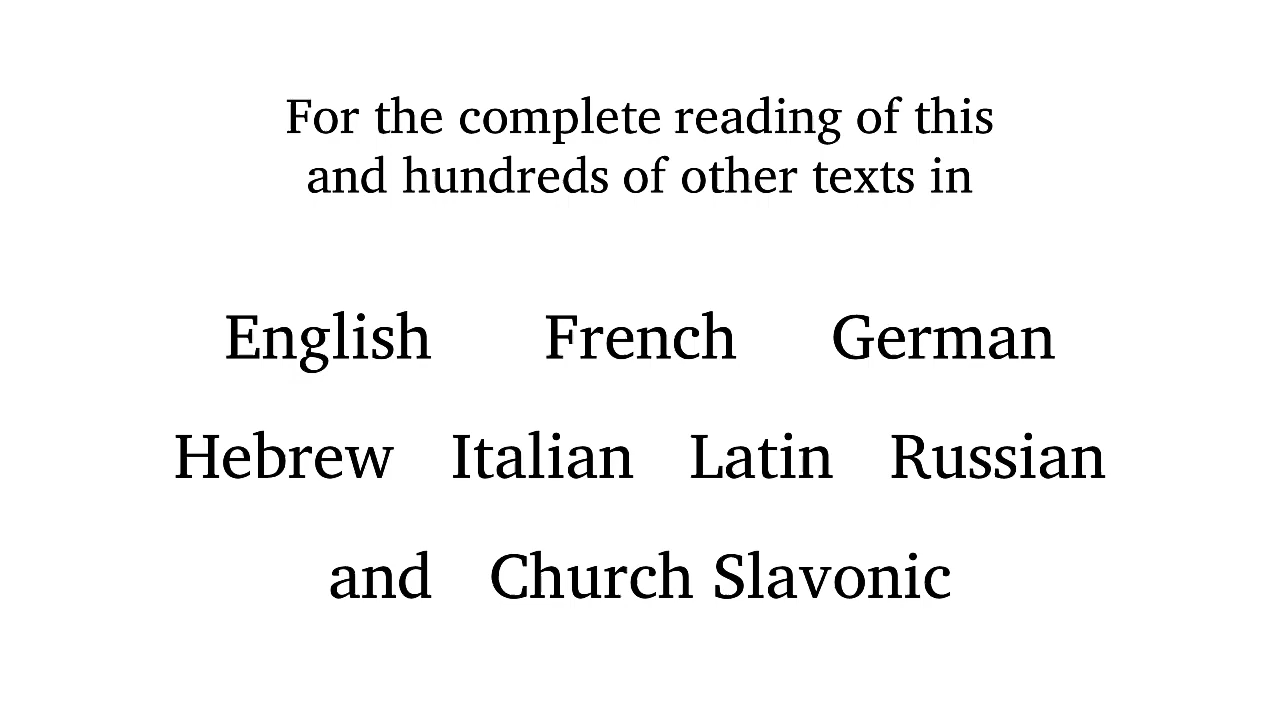 For the complete reading of this
and hundreds of other texts in
English French German
Hebrew Italian Latin Russian
and Church Slavonic